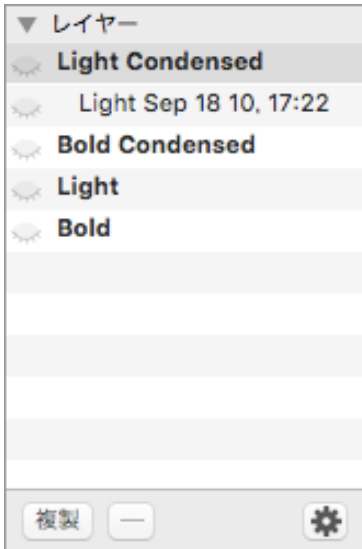 レイヤー
Light Condensed
Light Sep 18 10, 17:22
Bold Condensed
Light
Bold
複製